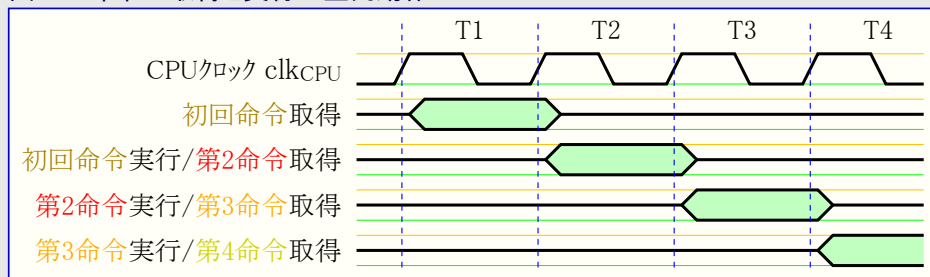 T1 T2 T3 T4
CPUｸﾛｯｸ clkCPU
初回命令取得
初回命令実行/第2命令取得
第2命令実行/第3命令取得
第3命令実行/第4命令取得